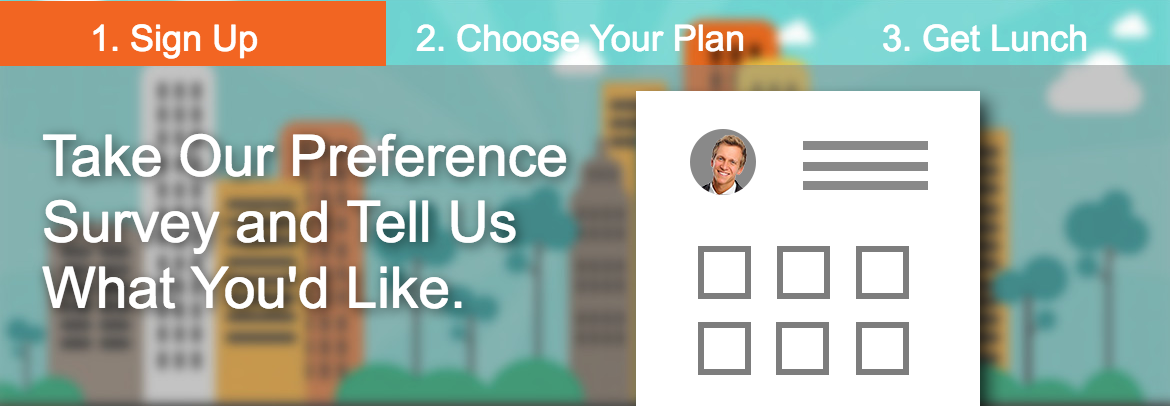 1. Sign Up
2. Choose Your Plan
3. Get Lunch
Take Our Preference
Survey and Tell Us
What You'd Like.